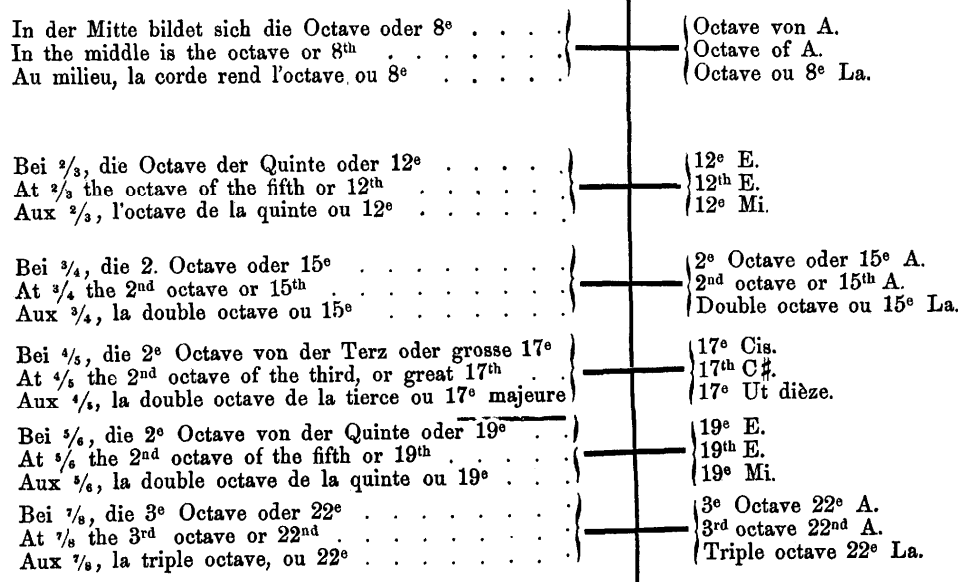 In der Mitte bildet sich die Octave oder 8e . . . . { Octave von A.
In the middle is the octave or 8th . . . . . . . Octave of A.
Au milieu, la corde rend l'octave, ou 8e . . . . . Octave ou 8e La.
Bei 2/3, die Octave der Quinte oder 12e . . . . . 12e E.
At 2/3 the octave of the fifth or 12th . . . . . 12th E.
Aux 2/3, l'octave de la quinte ou 12e . . . . . 12e Mi.
Bei 3/4, die 2. Octave oder 15e . . . . . . . . 2e Octave oder 15e A.
At 3/4 the 2nd octave or 15th . . . . . . . . . 2nd octave or 15th A.
Aux 3/4, la double octave ou 15e . . . . . . . Double octave ou 15e La.
Bei 4/5, die 2e Octave von der Terz oder grosse 17e 17e Cis.
At 4/5 the 2nd octave of the third, or great 17th . . 17th C♯.
Aux 4/5, la double octave de la tierce ou 17e majeure 17e Ut dièze.
Bei 5/6, die 2e Octave von der Quinte oder 19e . . 19e E.
At 5/6 the 2nd octave of the fifth or 19th . . . . . 19th E.
Aux 5/6, la double octave de la quinte ou 19e . . . 19e Mi.
Bei 7/8, die 3e Octave oder 22e . . . . . . . . 3e Octave 22e A.
At 7/8 the 3rd octave or 22nd . . . . . . . . . 3rd octave 22nd A.
Aux 7/8, la triple octave, ou 22e . . . . . . . Triple octave 22e La.